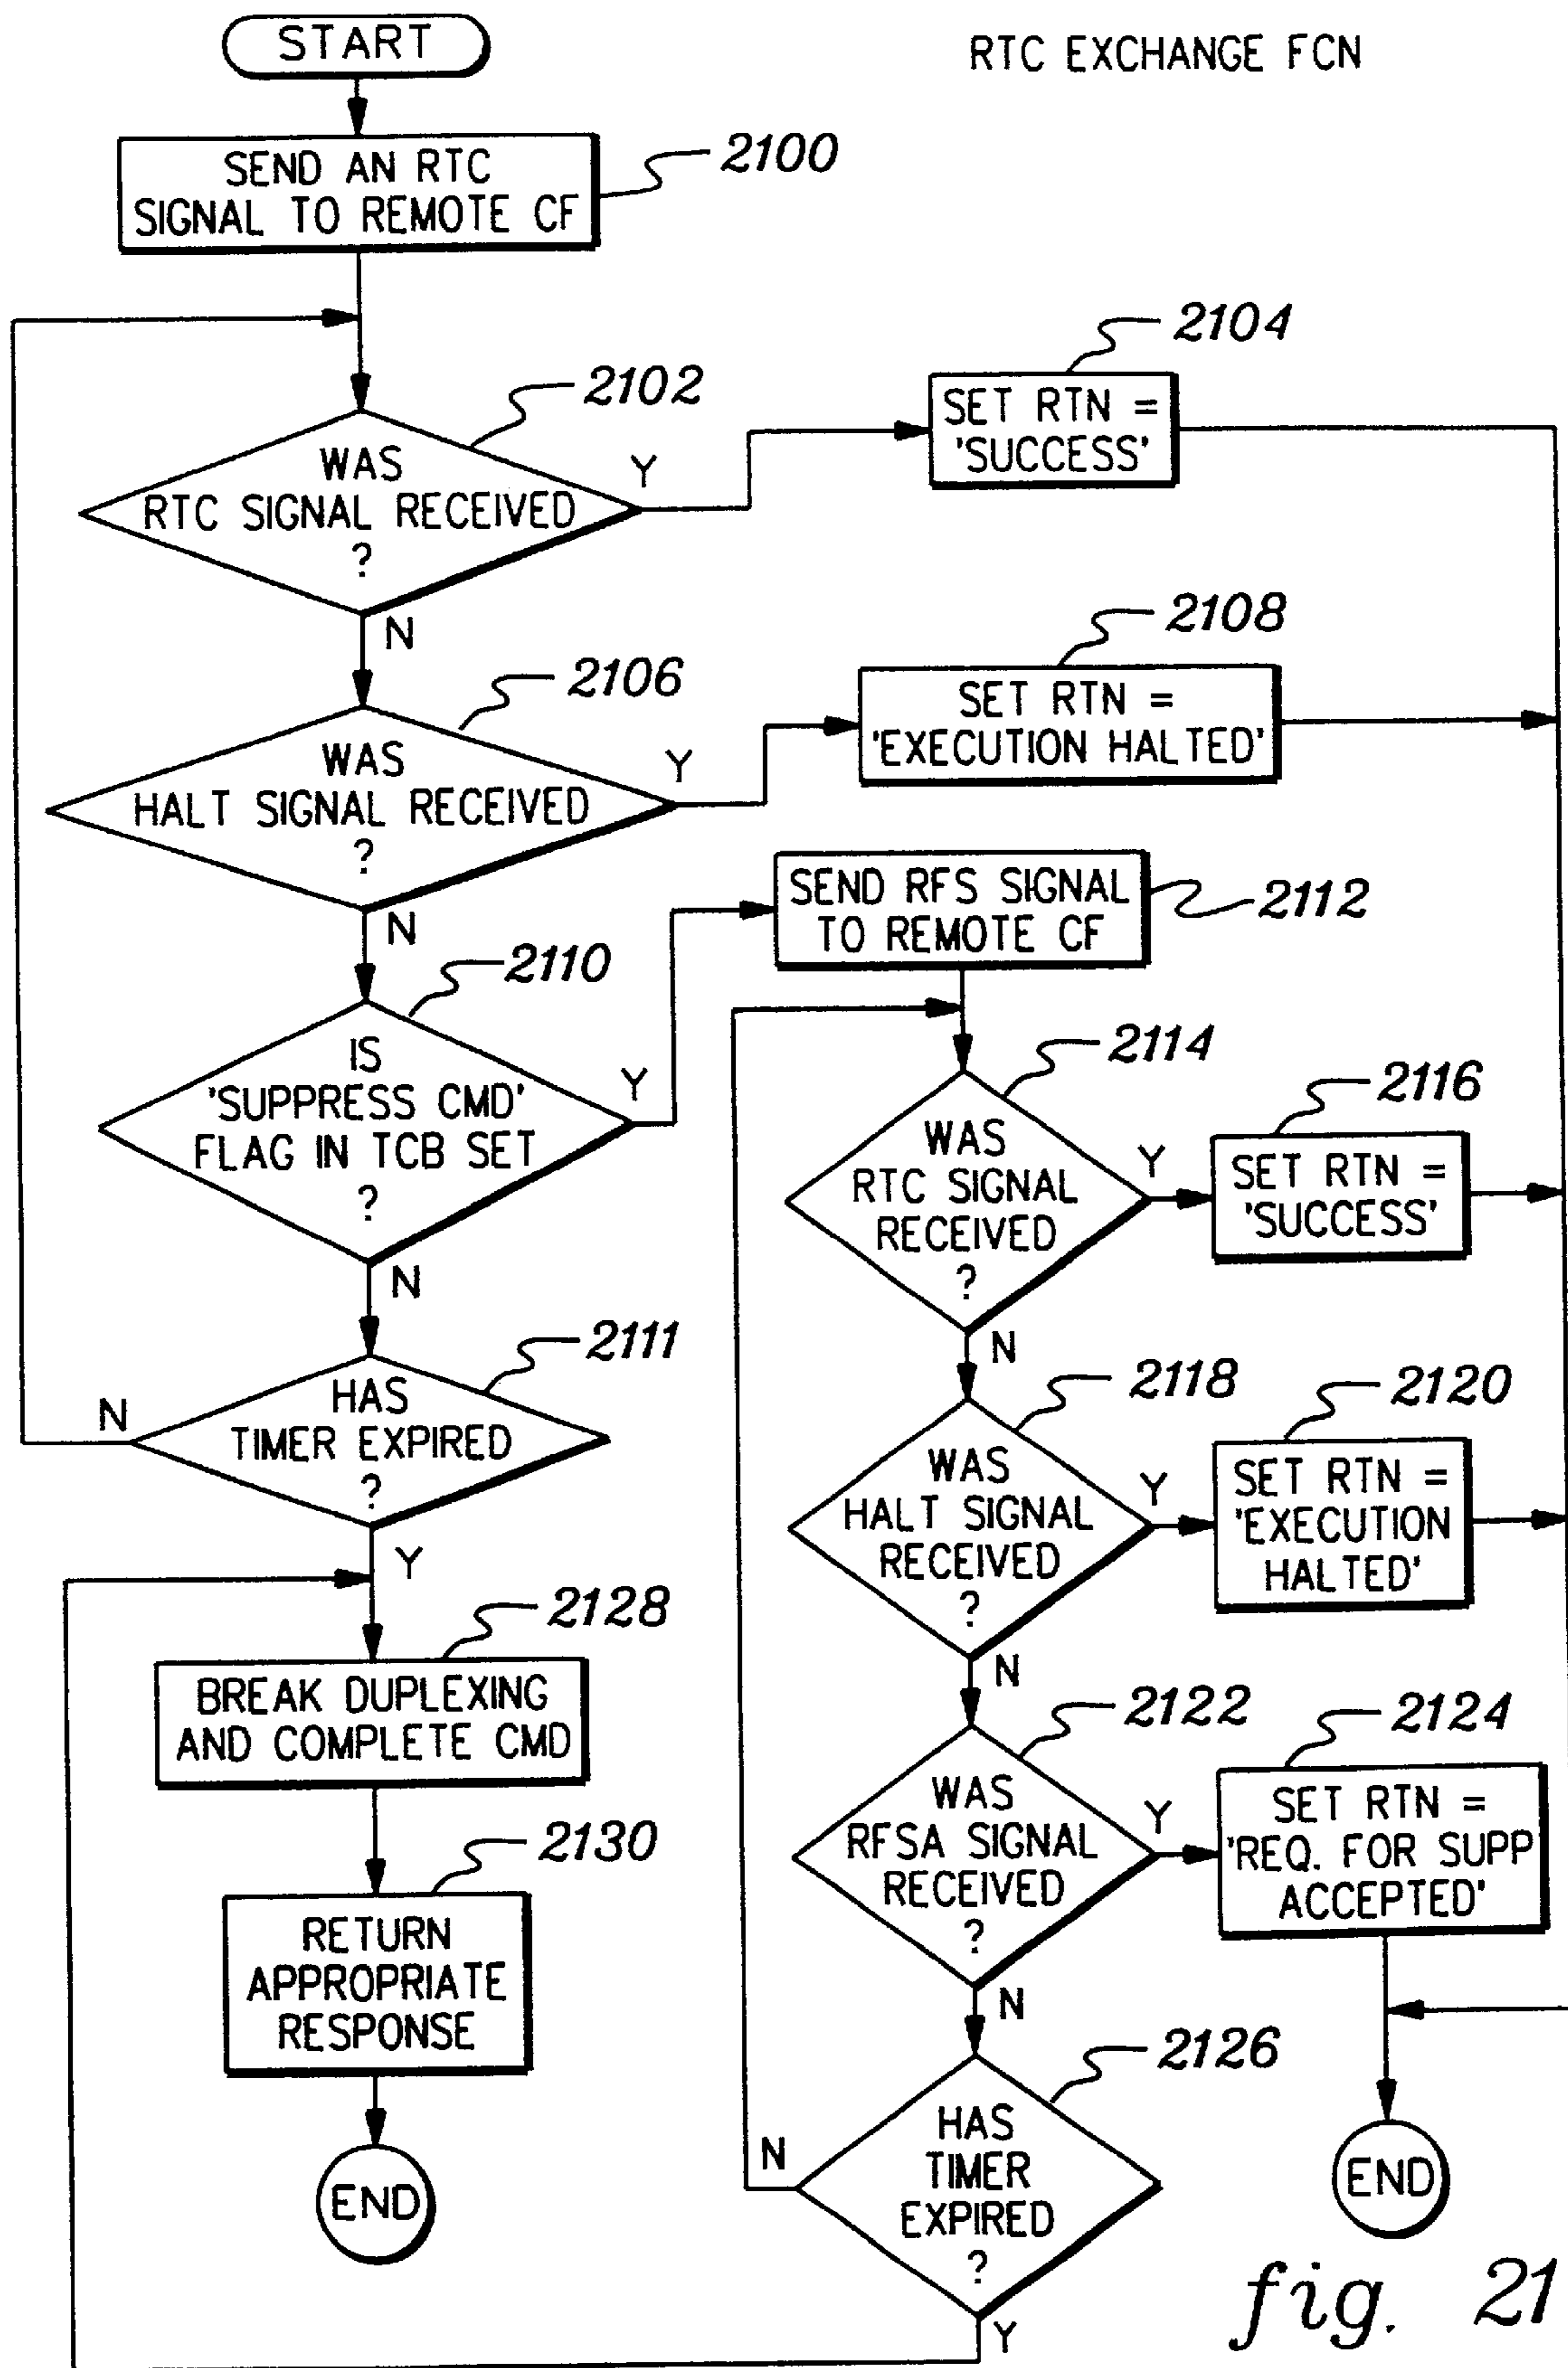 START
RTC EXCHANGE FCN
SEND AN RTC
SIGNAL TO REMOTE CF
2100
2102
WAS
RTC SIGNAL RECEIVED
?
Y
N
2104
SET RTN =
'SUCCESS'
2106
WAS
HALT SIGNAL RECEIVED
?
Y
N
2108
SET RTN =
'EXECUTION HALTED'
2110
IS
'SUPPRESS CMD'
FLAG IN TCB SET
?
Y
N
SEND RFS SIGNAL
TO REMOTE CF
2112
2111
HAS
TIMER EXPIRED
?
N
Y
2114
WAS
RTC SIGNAL
RECEIVED
?
Y
N
2116
SET RTN =
'SUCCESS'
2118
WAS
HALT SIGNAL
RECEIVED
?
Y
N
2120
SET RTN =
'EXECUTION
HALTED'
2122
WAS
RFSA SIGNAL
RECEIVED
?
Y
N
2124
SET RTN =
'REQ. FOR SUPP
ACCEPTED'
2126
HAS
TIMER
EXPIRED
?
N
Y
END
2128
BREAK DUPLEXING
AND COMPLETE CMD
2130
RETURN
APPROPRIATE
RESPONSE
END
fig. 21